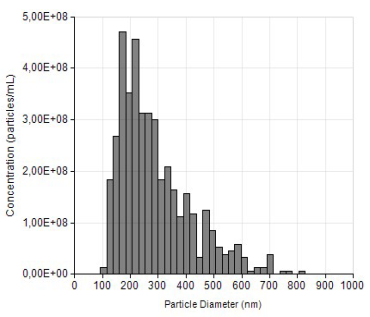 5,00E+08
4,00E+08
3,00E+08
2,00E+08
1,00E+08
0,00E+00
Concentration (particles/mL)
0 100 200 300 400 500 600 700 800 900 1000
Particle Diameter (nm)